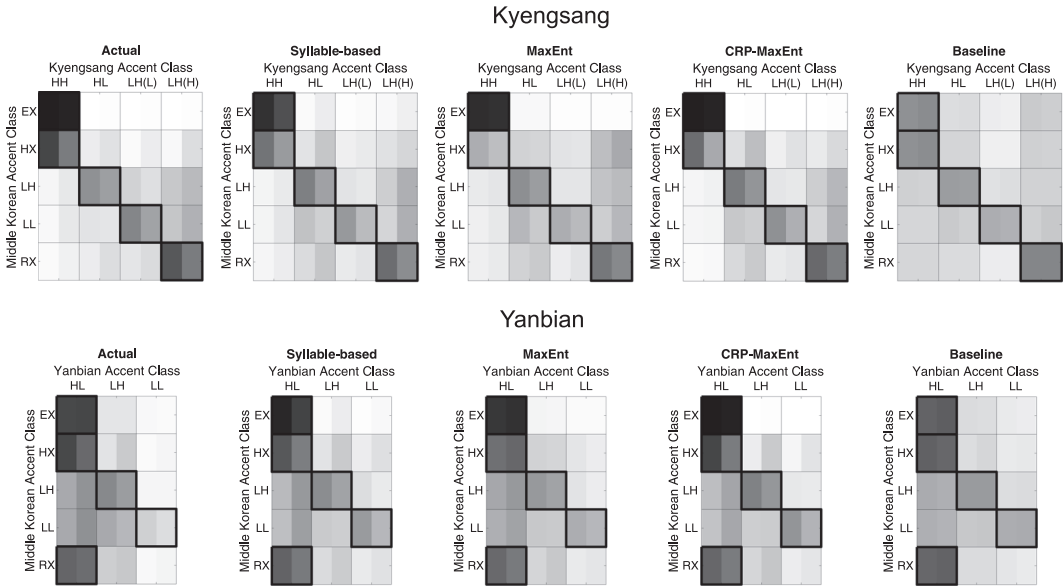 Kyengsang
Actual
Kyengsang Accent Class
HH HL LH(L) LH(H)
Middle Korean Accent Class
EX
HX
LH
LL
RX
Syllable-based
Kyengsang Accent Class
HH HL LH(L) LH(H)
Middle Korean Accent Class
EX
HX
LH
LL
RX
MaxEnt
Kyengsang Accent Class
HH HL LH(L) LH(H)
Middle Korean Accent Class
EX
HX
LH
LL
RX
CRP-MaxEnt
Kyengsang Accent Class
HH HL LH(L) LH(H)
Middle Korean Accent Class
EX
HX
LH
LL
RX
Baseline
Kyengsang Accent Class
HH HL LH(L) LH(H)
Middle Korean Accent Class
EX
HX
LH
LL
RX
Yanbian
Actual
Yanbian Accent Class
HL LH LL
Middle Korean Accent Class
EX
HX
LH
LL
RX
Syllable-based
Yanbian Accent Class
HL LH LL
Middle Korean Accent Class
EX
HX
LH
LL
RX
MaxEnt
Yanbian Accent Class
HL LH LL
Middle Korean Accent Class
EX
HX
LH
LL
RX
CRP-MaxEnt
Yanbian Accent Class
HL LH LL
Middle Korean Accent Class
EX
HX
LH
LL
RX
Baseline
Yanbian Accent Class
HL LH LL
Middle Korean Accent Class
EX
HX
LH
LL
RX